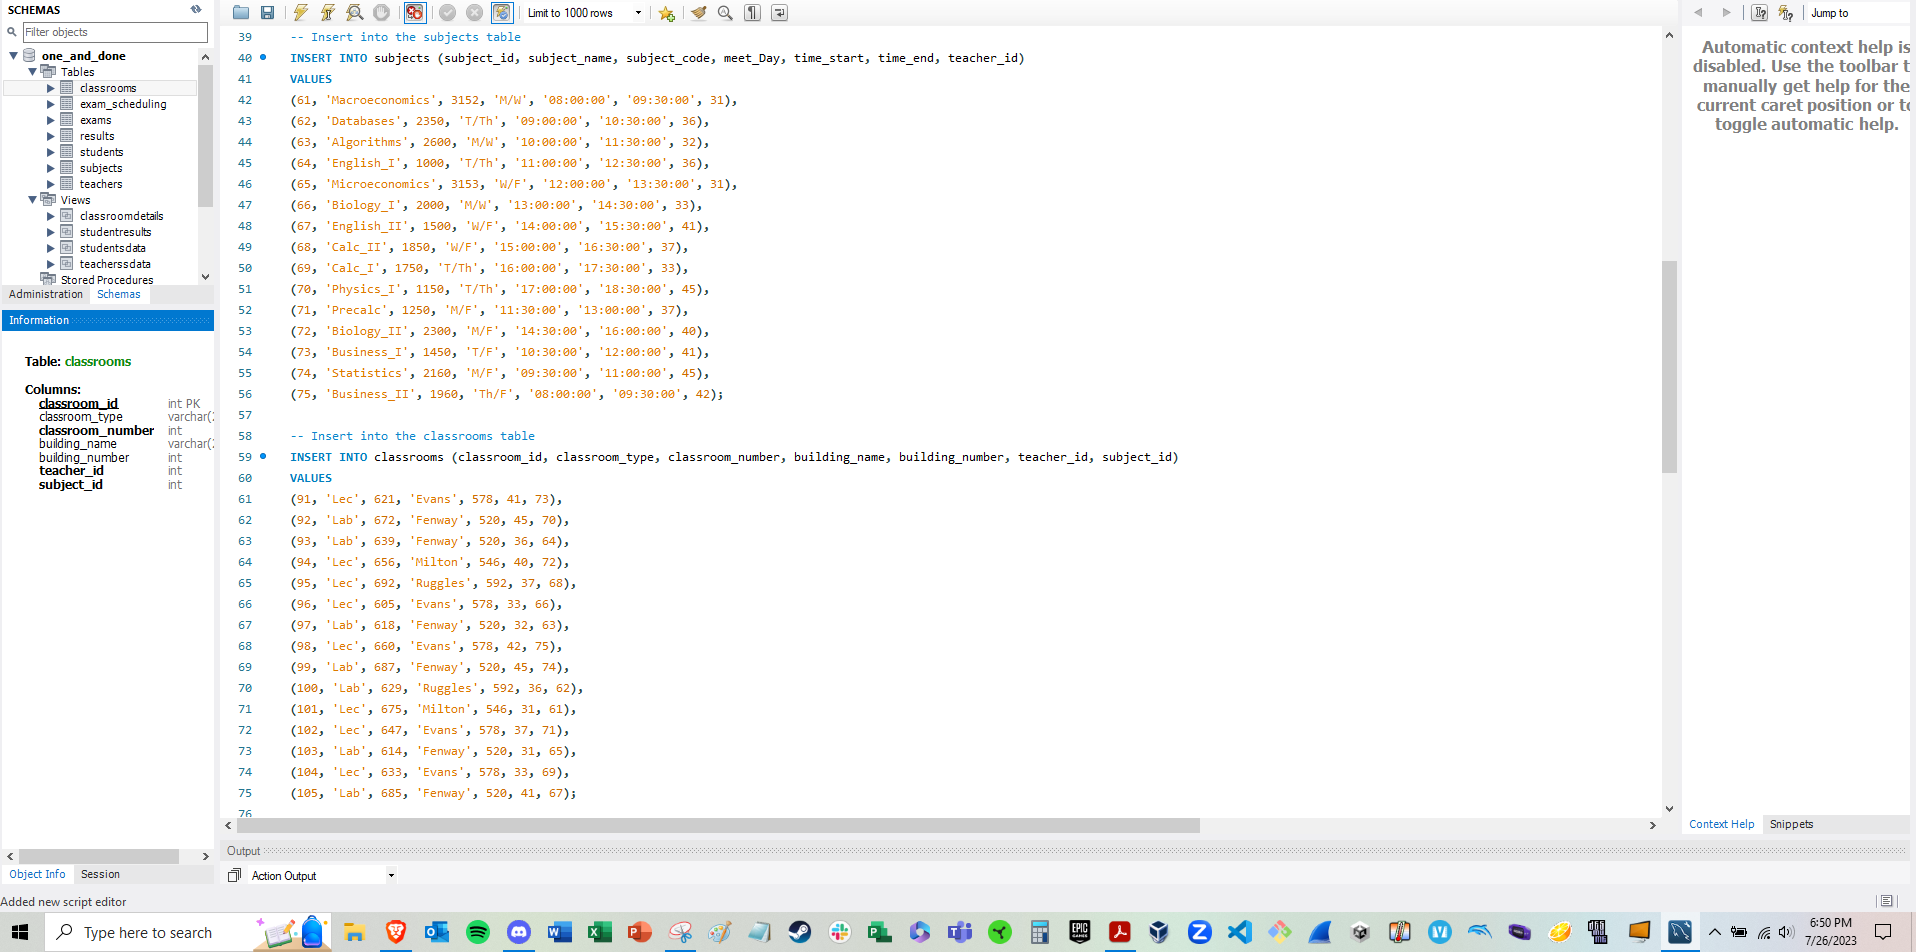 SCHEMAS
Filter objects
one_and_done
Tables
classrooms
exam_scheduling
exams
results
students
subjects
teachers
Views
classroomdetails
studentresults
studentsdata
teacherssdata
Stored Procedures
Administration Schemas
Information
Table: classrooms
Columns:
classroom_id int PK
classroom_type varchar(
classroom_number int
building_name varchar(
building_number int
teacher_id int
subject_id int
Object Info Session
Added new script editor
Limit to 1000 rows
39 -- Insert into the subjects table
40 INSERT INTO subjects (subject_id, subject_name, subject_code, meet_Day, time_start, time_end, teacher_id)
41 VALUES
42 (61, 'Macroeconomics', 3152, 'M/W', '08:00:00', '09:30:00', 31),
43 (62, 'Databases', 2350, 'T/Th', '09:00:00', '10:30:00', 36),
44 (63, 'Algorithms', 2600, 'M/W', '10:00:00', '11:30:00', 32),
45 (64, 'English_I', 1000, 'T/Th', '11:00:00', '12:30:00', 36),
46 (65, 'Microeconomics', 3153, 'W/F', '12:00:00', '13:30:00', 31),
47 (66, 'Biology_I', 2000, 'M/W', '13:00:00', '14:30:00', 33),
48 (67, 'English_II', 1500, 'W/F', '14:00:00', '15:30:00', 41),
49 (68, 'Calc_II', 1850, 'W/F', '15:00:00', '16:30:00', 37),
50 (69, 'Calc_I', 1750, 'T/Th', '16:00:00', '17:30:00', 33),
51 (70, 'Physics_I', 1150, 'T/Th', '17:00:00', '18:30:00', 45),
52 (71, 'Precalc', 1250, 'M/F', '11:30:00', '13:00:00', 37),
53 (72, 'Biology_II', 2300, 'M/F', '14:30:00', '16:00:00', 40),
54 (73, 'Business_I', 1450, 'T/F', '10:30:00', '12:00:00', 41),
55 (74, 'Statistics', 2160, 'M/F', '09:30:00', '11:00:00', 45),
56 (75, 'Business_II', 1960, 'Th/F', '08:00:00', '09:30:00', 42);
57
58 -- Insert into the classrooms table
59 INSERT INTO classrooms (classroom_id, classroom_type, classroom_number, building_name, building_number, teacher_id, subject_id)
60 VALUES
61 (91, 'Lec', 621, 'Evans', 578, 41, 73),
62 (92, 'Lab', 672, 'Fenway', 520, 45, 70),
63 (93, 'Lab', 639, 'Fenway', 520, 36, 64),
64 (94, 'Lec', 656, 'Milton', 546, 40, 72),
65 (95, 'Lec', 692, 'Ruggles', 592, 37, 68),
66 (96, 'Lec', 605, 'Evans', 578, 33, 66),
67 (97, 'Lab', 618, 'Fenway', 520, 32, 63),
68 (98, 'Lec', 660, 'Evans', 578, 42, 75),
69 (99, 'Lab', 687, 'Fenway', 520, 45, 74),
70 (100, 'Lab', 629, 'Ruggles', 592, 36, 62),
71 (101, 'Lec', 675, 'Milton', 546, 31, 61),
72 (102, 'Lec', 647, 'Evans', 578, 37, 71),
73 (103, 'Lab', 614, 'Fenway', 520, 31, 65),
74 (104, 'Lec', 633, 'Evans', 578, 33, 69),
75 (105, 'Lab', 685, 'Fenway', 520, 41, 67);
76
Output
Action Output
Jump to
Automatic context help is
disabled. Use the toolbar t
manually get help for the
current caret position or to
toggle automatic help.
Context Help Snippets
Type here to search
6:50 PM
7/26/2023